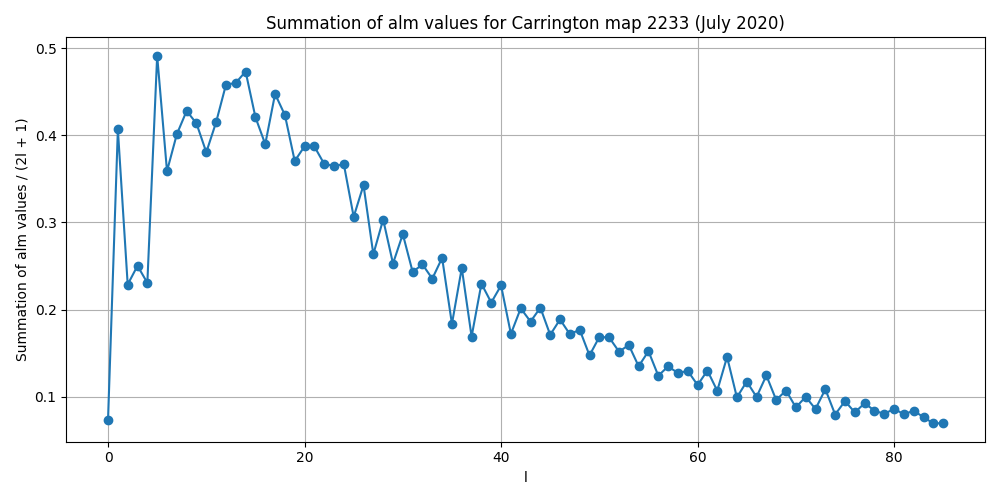 Summation of alm values for Carrington map 2233 (July 2020)
Summation of alm values / (2l + 1)
0.5
0.4
0.3
0.2
0.1
0 20 40 60 80
l